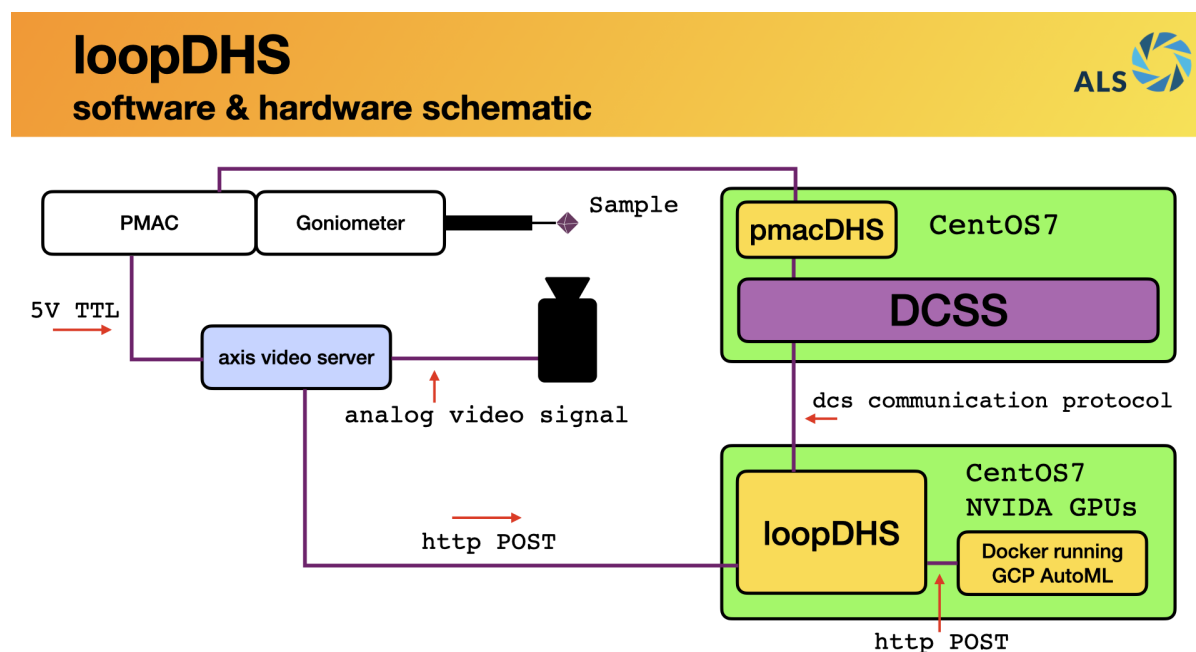 loopDHS
software & hardware schematic
ALS
PMAC
Goniometer
Sample
pmacDHS
CentOS7
DCSS
5V TTL
axis video server
analog video signal
dcs communication protocol
CentOS7
NVIDA GPUs
loopDHS
Docker running
GCP AutoML
http POST
http POST